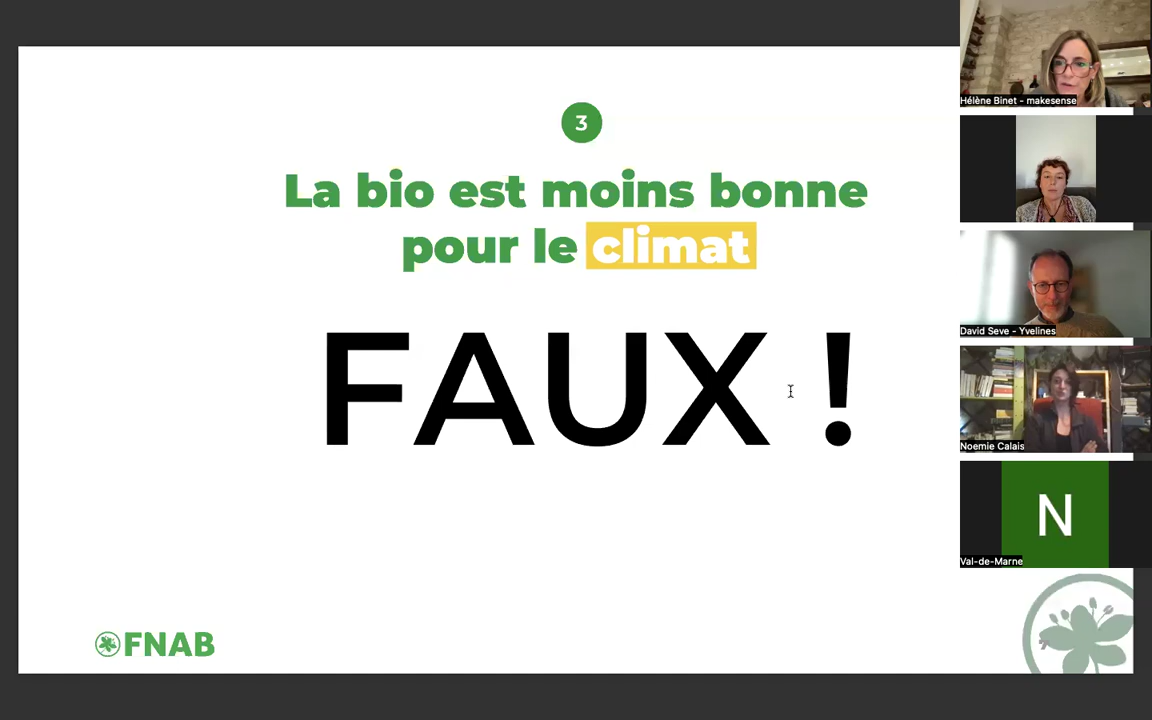 3
La bio est moins bonne
pour le climat
FAUX !
FNAB
Hélène Binet - makesense
David Seve - Yvelines
Noemie Calais
N
Val-de-Marne